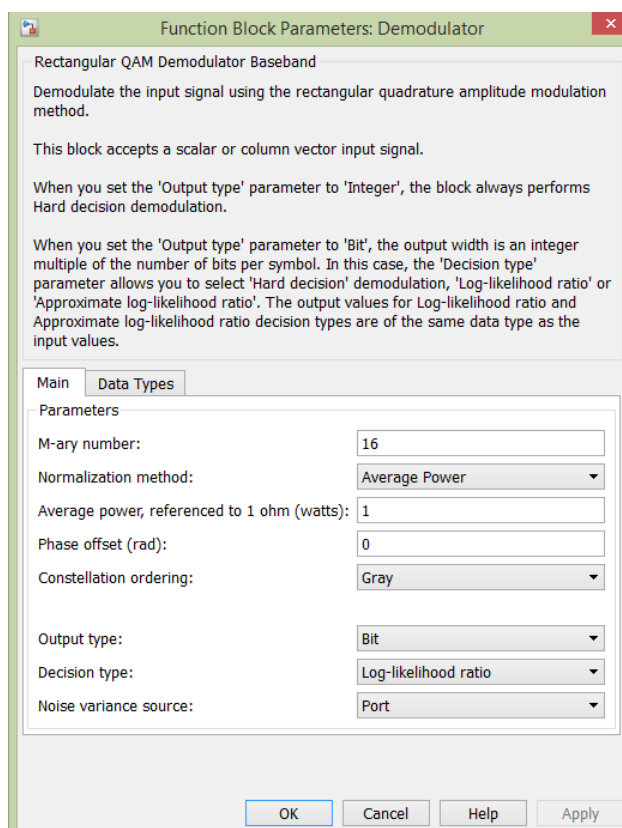 Function Block Parameters: Demodulator
Rectangular QAM Demodulator Baseband
Demodulate the input signal using the rectangular quadrature amplitude modulation
method.
This block accepts a scalar or column vector input signal.
When you set the 'Output type' parameter to 'Integer', the block always performs
Hard decision demodulation.
When you set the 'Output type' parameter to 'Bit', the output width is an integer
multiple of the number of bits per symbol. In this case, the 'Decision type'
parameter allows you to select 'Hard decision' demodulation, 'Log-likelihood ratio' or
'Approximate log-likelihood ratio'. The output values for Log-likelihood ratio and
Approximate log-likelihood ratio decision types are of the same data type as the
input values.
Main Data Types
Parameters
M-ary number: 16
Normalization method: Average Power
Average power, referenced to 1 ohm (watts): 1
Phase offset (rad): 0
Constellation ordering: Gray
Output type: Bit
Decision type: Log-likelihood ratio
Noise variance source: Port
OK Cancel Help Apply